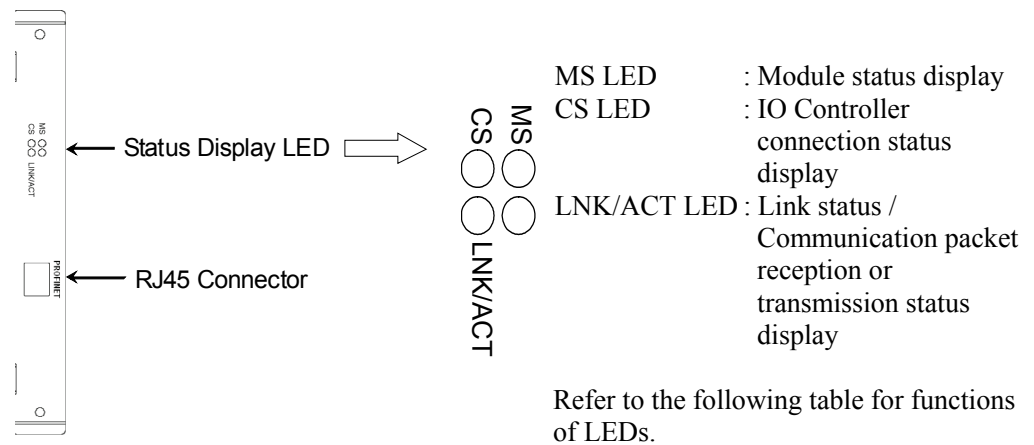 MS
CS
LINK/ACT
PROFINET
Status Display LED
RJ45 Connector
MS
CS
LNK/ACT
MS LED : Module status display
CS LED : IO Controller
connection status
display
LNK/ACT LED : Link status /
Communication packet
reception or
transmission status
display
Refer to the following table for functions
of LEDs.